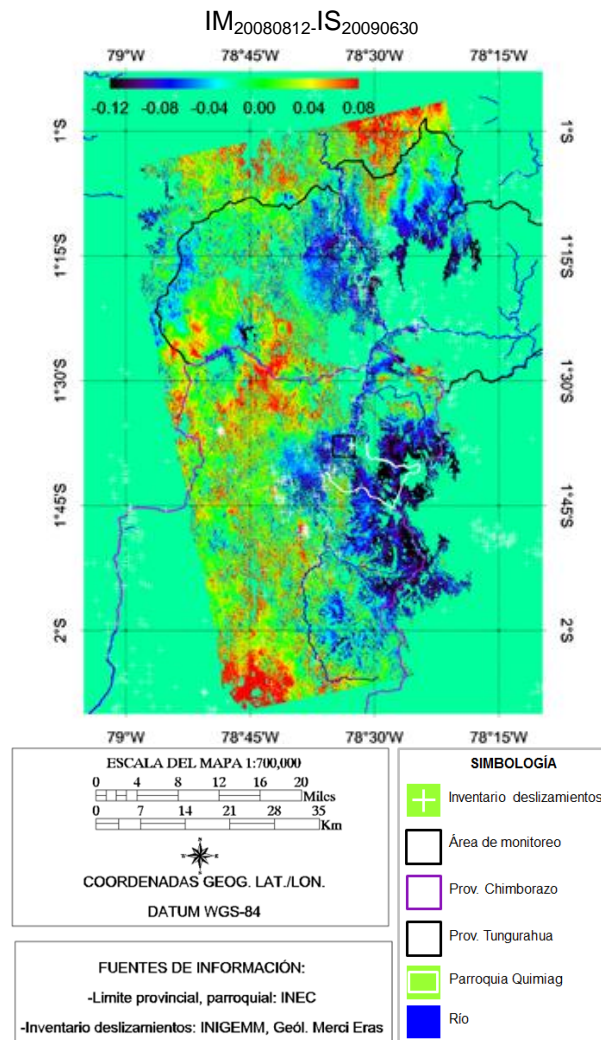 IM20080812-IS20090630
79°W 78°45'W 78°30'W 78°15'W
-0.12 -0.08 -0.04 0.00 0.04 0.08
1°S 1°S
1°15'S 1°15'S
1°30'S 1°30'S
1°45'S 1°45'S
2°S 2°S
79°W 78°45'W 78°30'W 78°15'W
ESCALA DEL MAPA 1:700,000
0 4 8 12 16 20
Miles
0 7 14 21 28 35
Km
COORDENADAS GEOG. LAT./LON.
DATUM WGS-84
FUENTES DE INFORMACIÓN:
-Limite provincial, parroquial: INEC
-Inventario deslizamientos: INIGEMM, Geól. Merci Eras
SIMBOLOGÍA
Inventario deslizamientos
Área de monitoreo
Prov. Chimborazo
Prov. Tungurahua
Parroquia Quimiag
Río